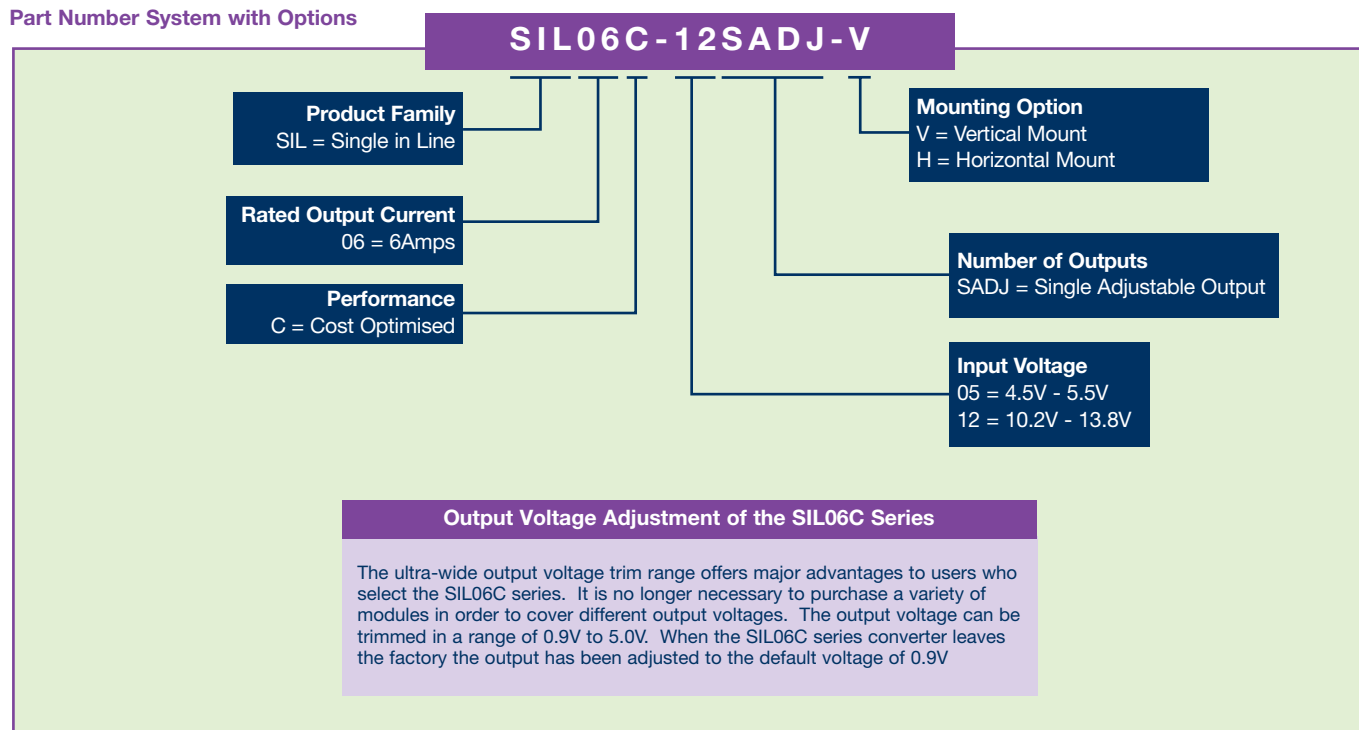 Part Number System with Options
SIL06C-12SADJ-V
Product Family
SIL = Single in Line
Rated Output Current
06 = 6Amps
Performance
C = Cost Optimised
Mounting Option
V = Vertical Mount
H = Horizontal Mount
Number of Outputs
SADJ = Single Adjustable Output
Input Voltage
05 = 4.5V - 5.5V
12 = 10.2V - 13.8V
Output Voltage Adjustment of the SIL06C Series
The ultra-wide output voltage trim range offers major advantages to users who
select the SIL06C series. It is no longer necessary to purchase a variety of
modules in order to cover different output voltages. The output voltage can be
trimmed in a range of 0.9V to 5.0V. When the SIL06C series converter leaves
the factory the output has been adjusted to the default voltage of 0.9V